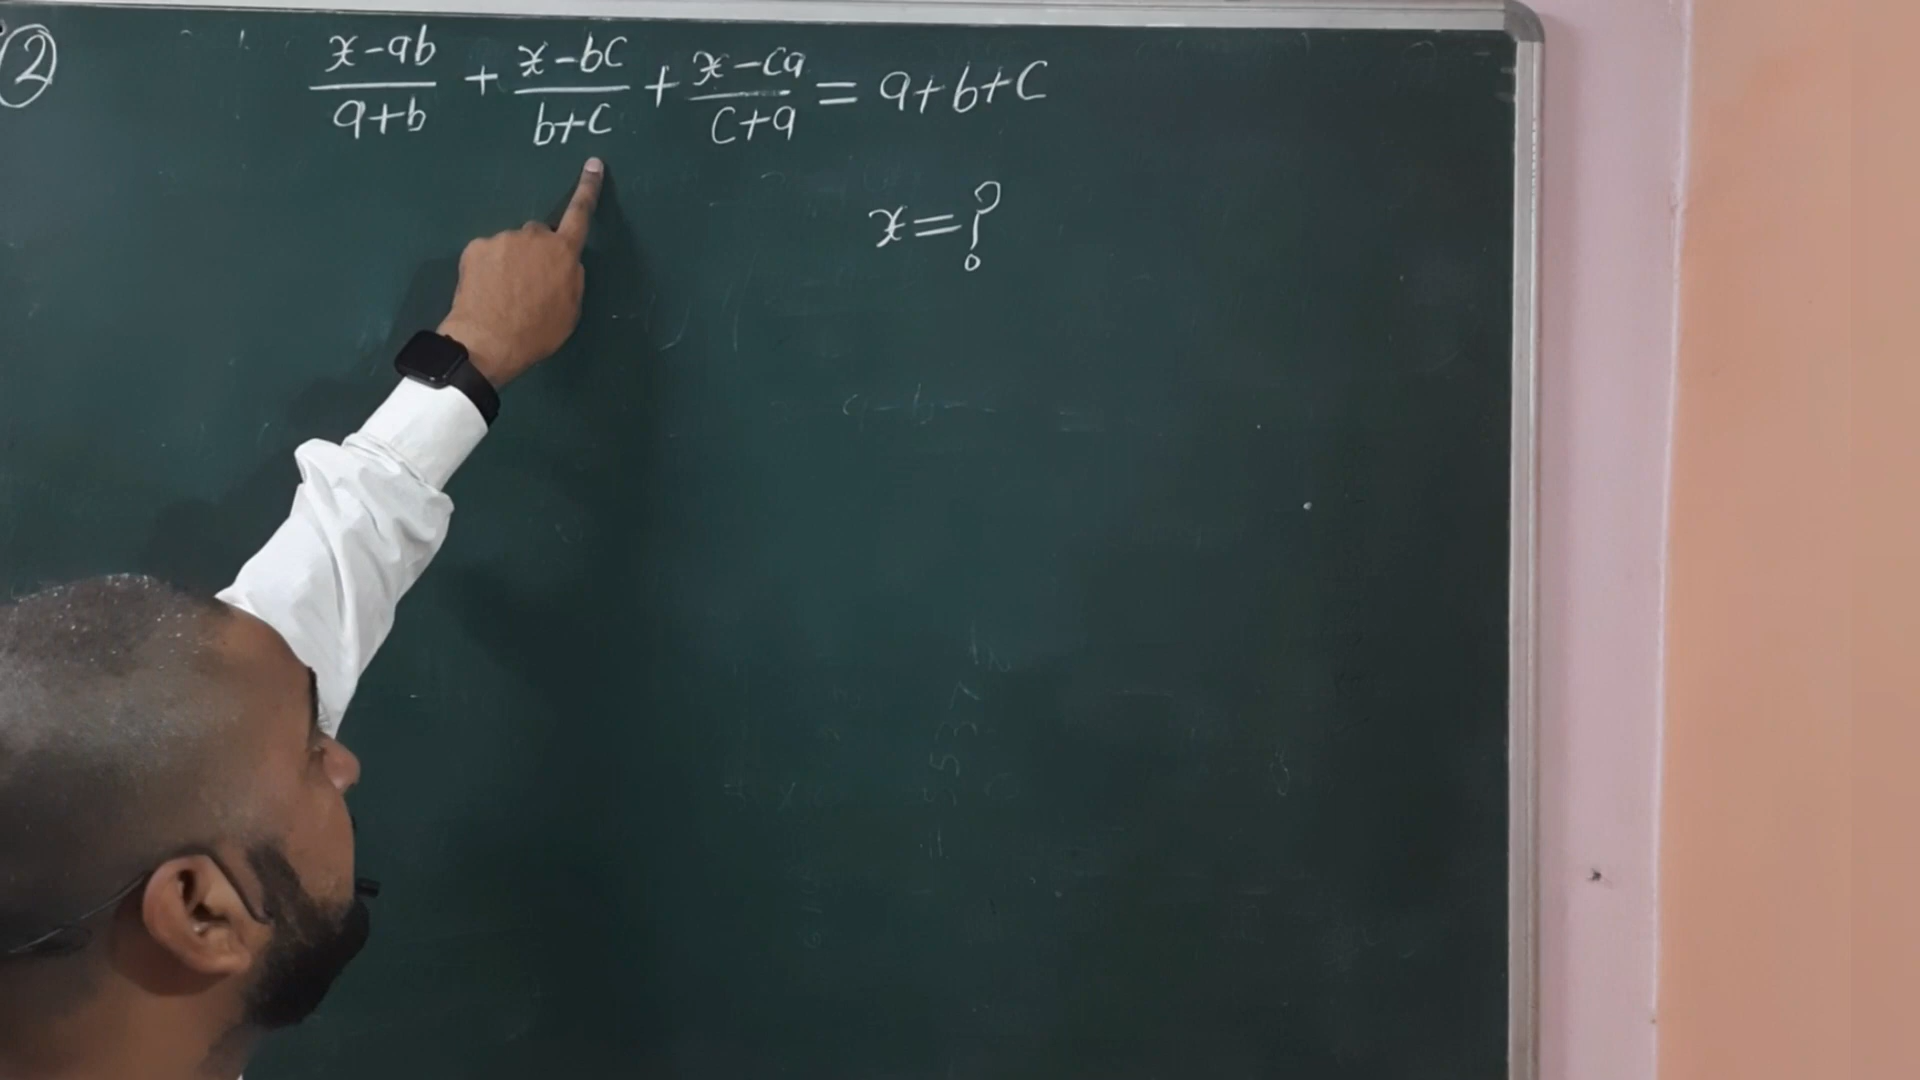 ② x-ab/a+b + x-bc/b+c + x-ca/c+a = a+b+c
x=?